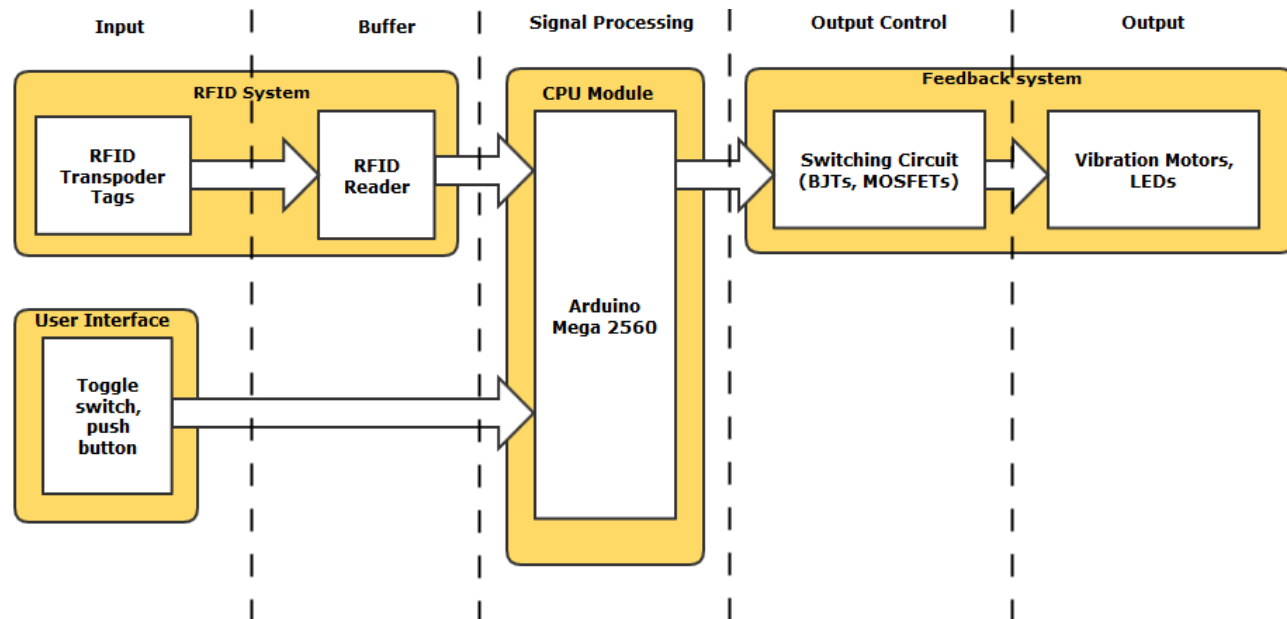 Input
Buffer
Signal Processing
Output Control
Output
RFID System
RFID
Transpoder
Tags
RFID
Reader
CPU Module
Arduino
Mega 2560
Feedback system
Switching Circuit
(BJTs, MOSFETs)
Vibration Motors,
LEDs
User Interface
Toggle
switch,
push
button